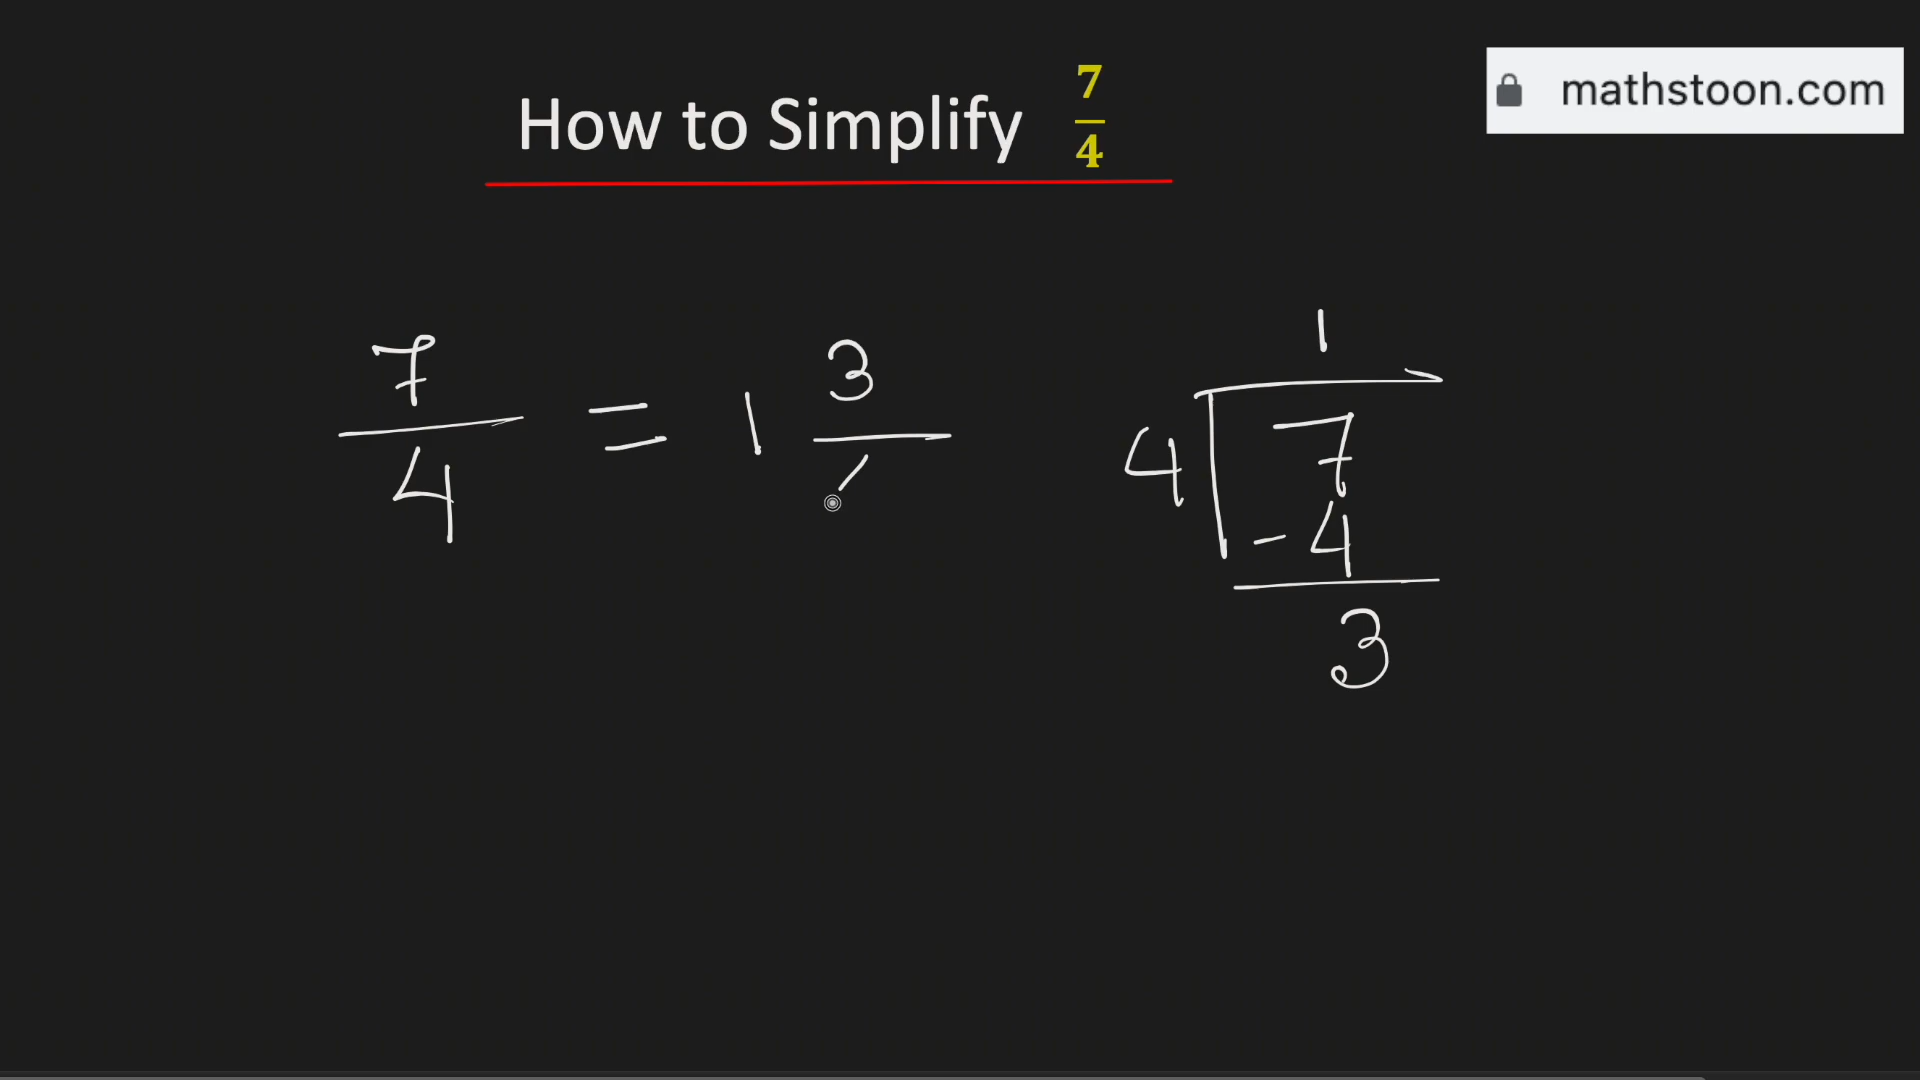 How to Simplify 7/4
mathstoon.com
7/4 = 1 3/
1
4 7
- 4
3